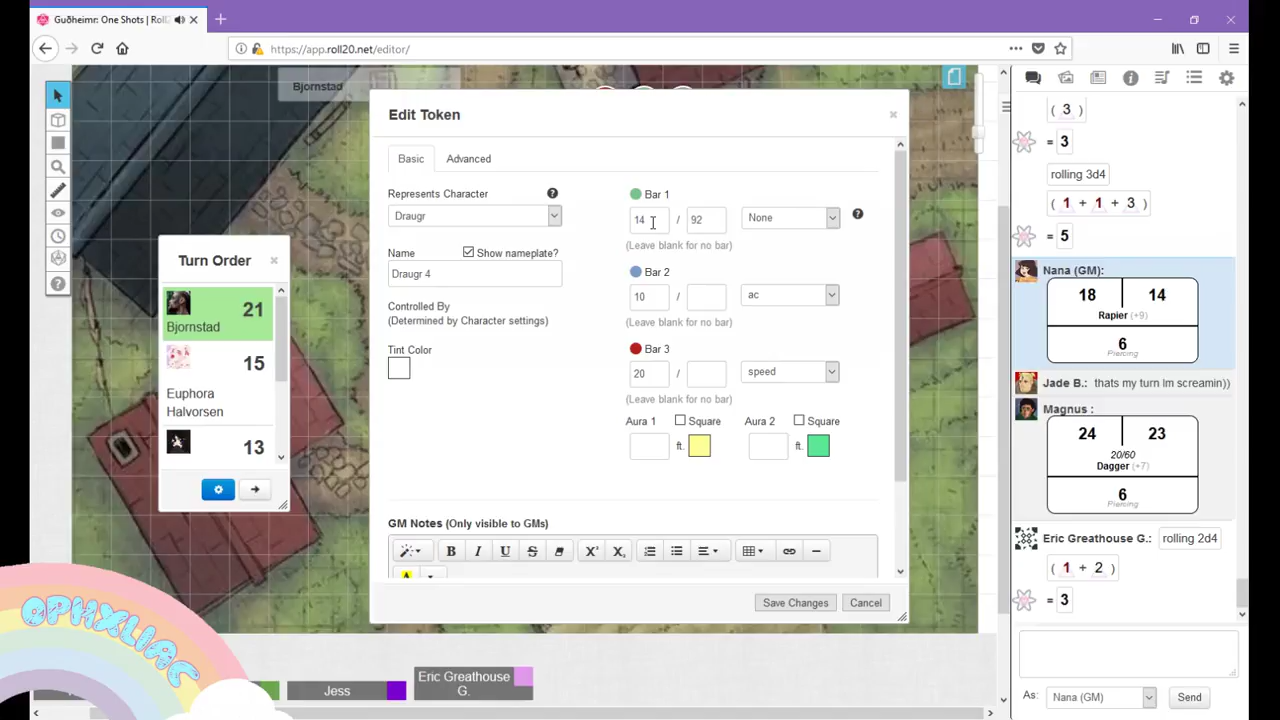 Guðheimr: One Shots | Roll2
https://app.roll20.net/editor/
Bjornstad
Edit Token
Basic
Advanced
Represents Character
Draugr
Name
Show nameplate?
Draugr 4
Controlled By
(Determined by Character settings)
Tint Color
Bar 1
14 / 92
None
(Leave blank for no bar)
Bar 2
10 /
ac
(Leave blank for no bar)
Bar 3
20 /
speed
(Leave blank for no bar)
Aura 1
Square
Aura 2
Square
ft.
ft.
GM Notes (Only visible to GMs)
B I U S X² Xₛ
Save Changes
Cancel
Turn Order
21
Bjornstad
15
Euphora
Halvorsen
13
( 3 )
= 3
rolling 3d4
( 1 + 1 + 3 )
= 5
Nana (GM):
18 14
Rapier (+9)
6
Piercing
Jade B.: thats my turn Im screamin))
Magnus :
24 23
20/60
Dagger (+7)
6
Piercing
Eric Greathouse G.: rolling 2d4
( 1 + 2 )
= 3
As:
Nana (GM)
Send
OPHXLIAC
Jess
Eric Greathouse
G.